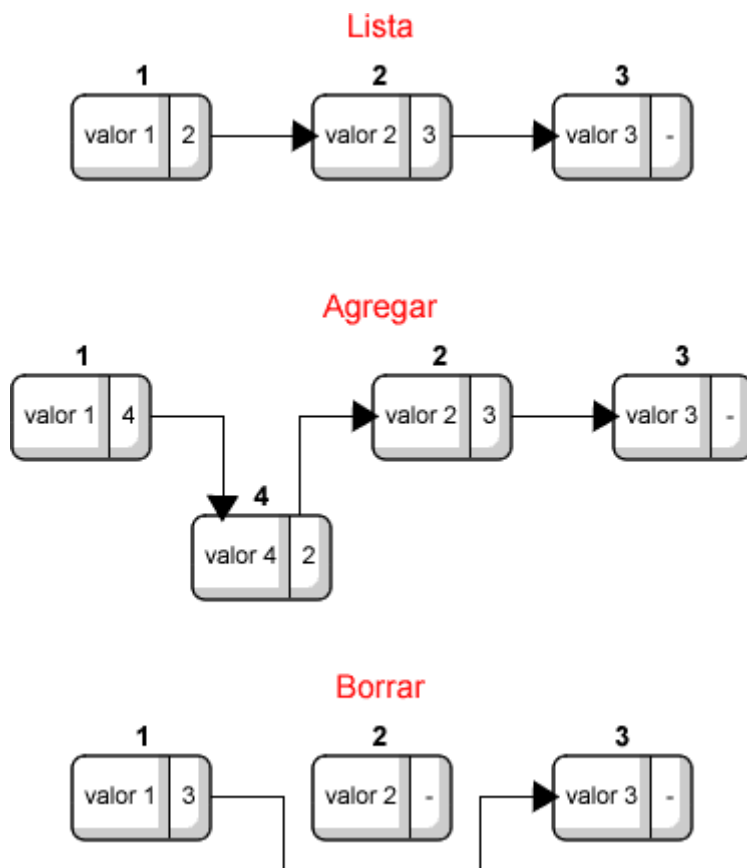 Lista
1 2 3
valor 1 2 valor 2 3 valor 3 -
Agregar
1 2 3
valor 1 4 valor 2 3 valor 3 -
4
valor 4 2
Borrar
1 2 3
valor 1 3 valor 2 - valor 3 -